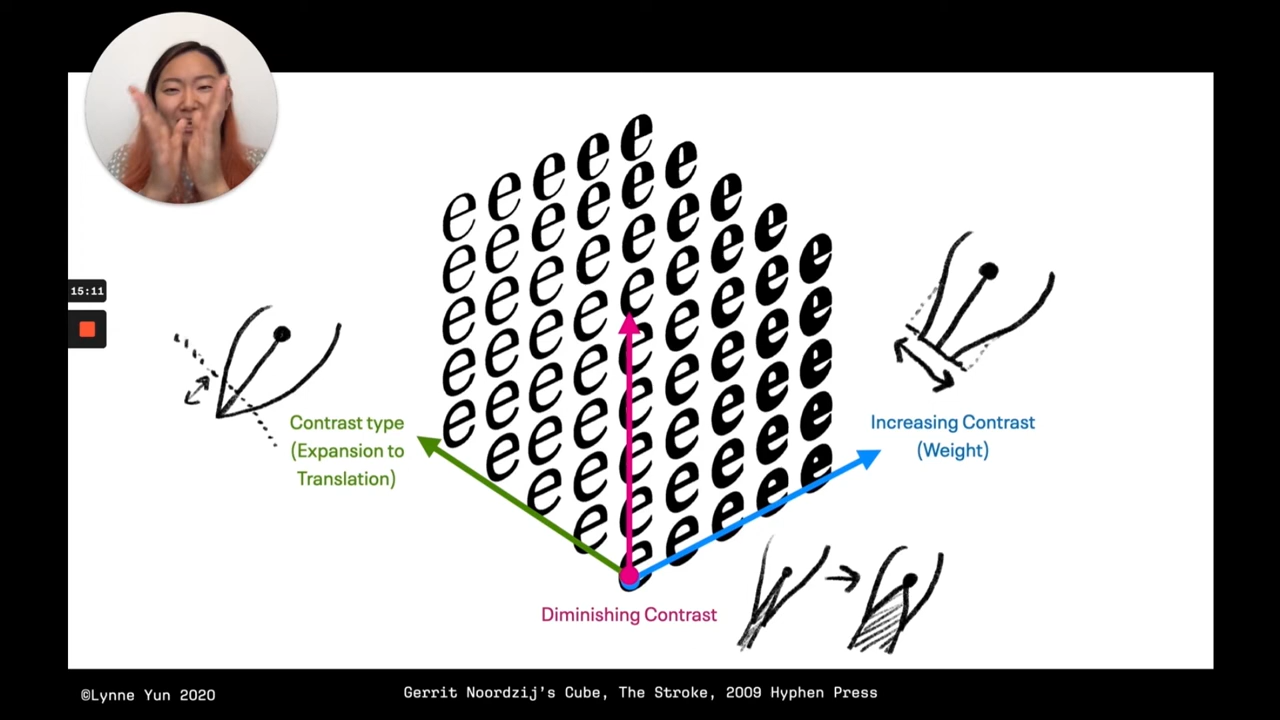 15:11
Contrast type
(Expansion to
Translation)
Increasing Contrast
(Weight)
Diminishing Contrast
©Lynne Yun 2020
Gerrit Noordzij's Cube, The Stroke, 2009 Hyphen Press